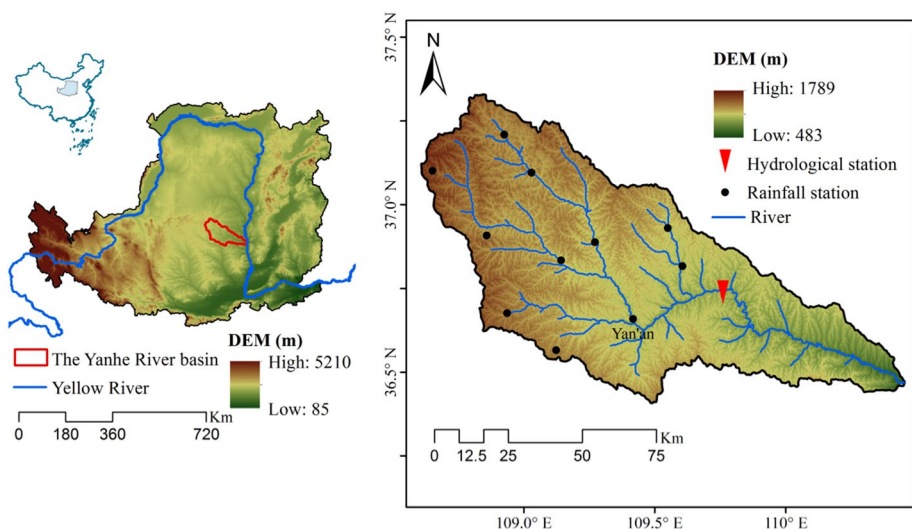 DEM (m)
High: 5210
Low: 85
The Yanhe River basin
Yellow River
Km
0 180 360 720
37.5° N
37.0° N
36.5° N
N
DEM (m)
High: 1789
Low: 483
Hydrological station
Rainfall station
River
Yan'an
Km
0 12.5 25 50 75
109.0° E 109.5° E 110° E